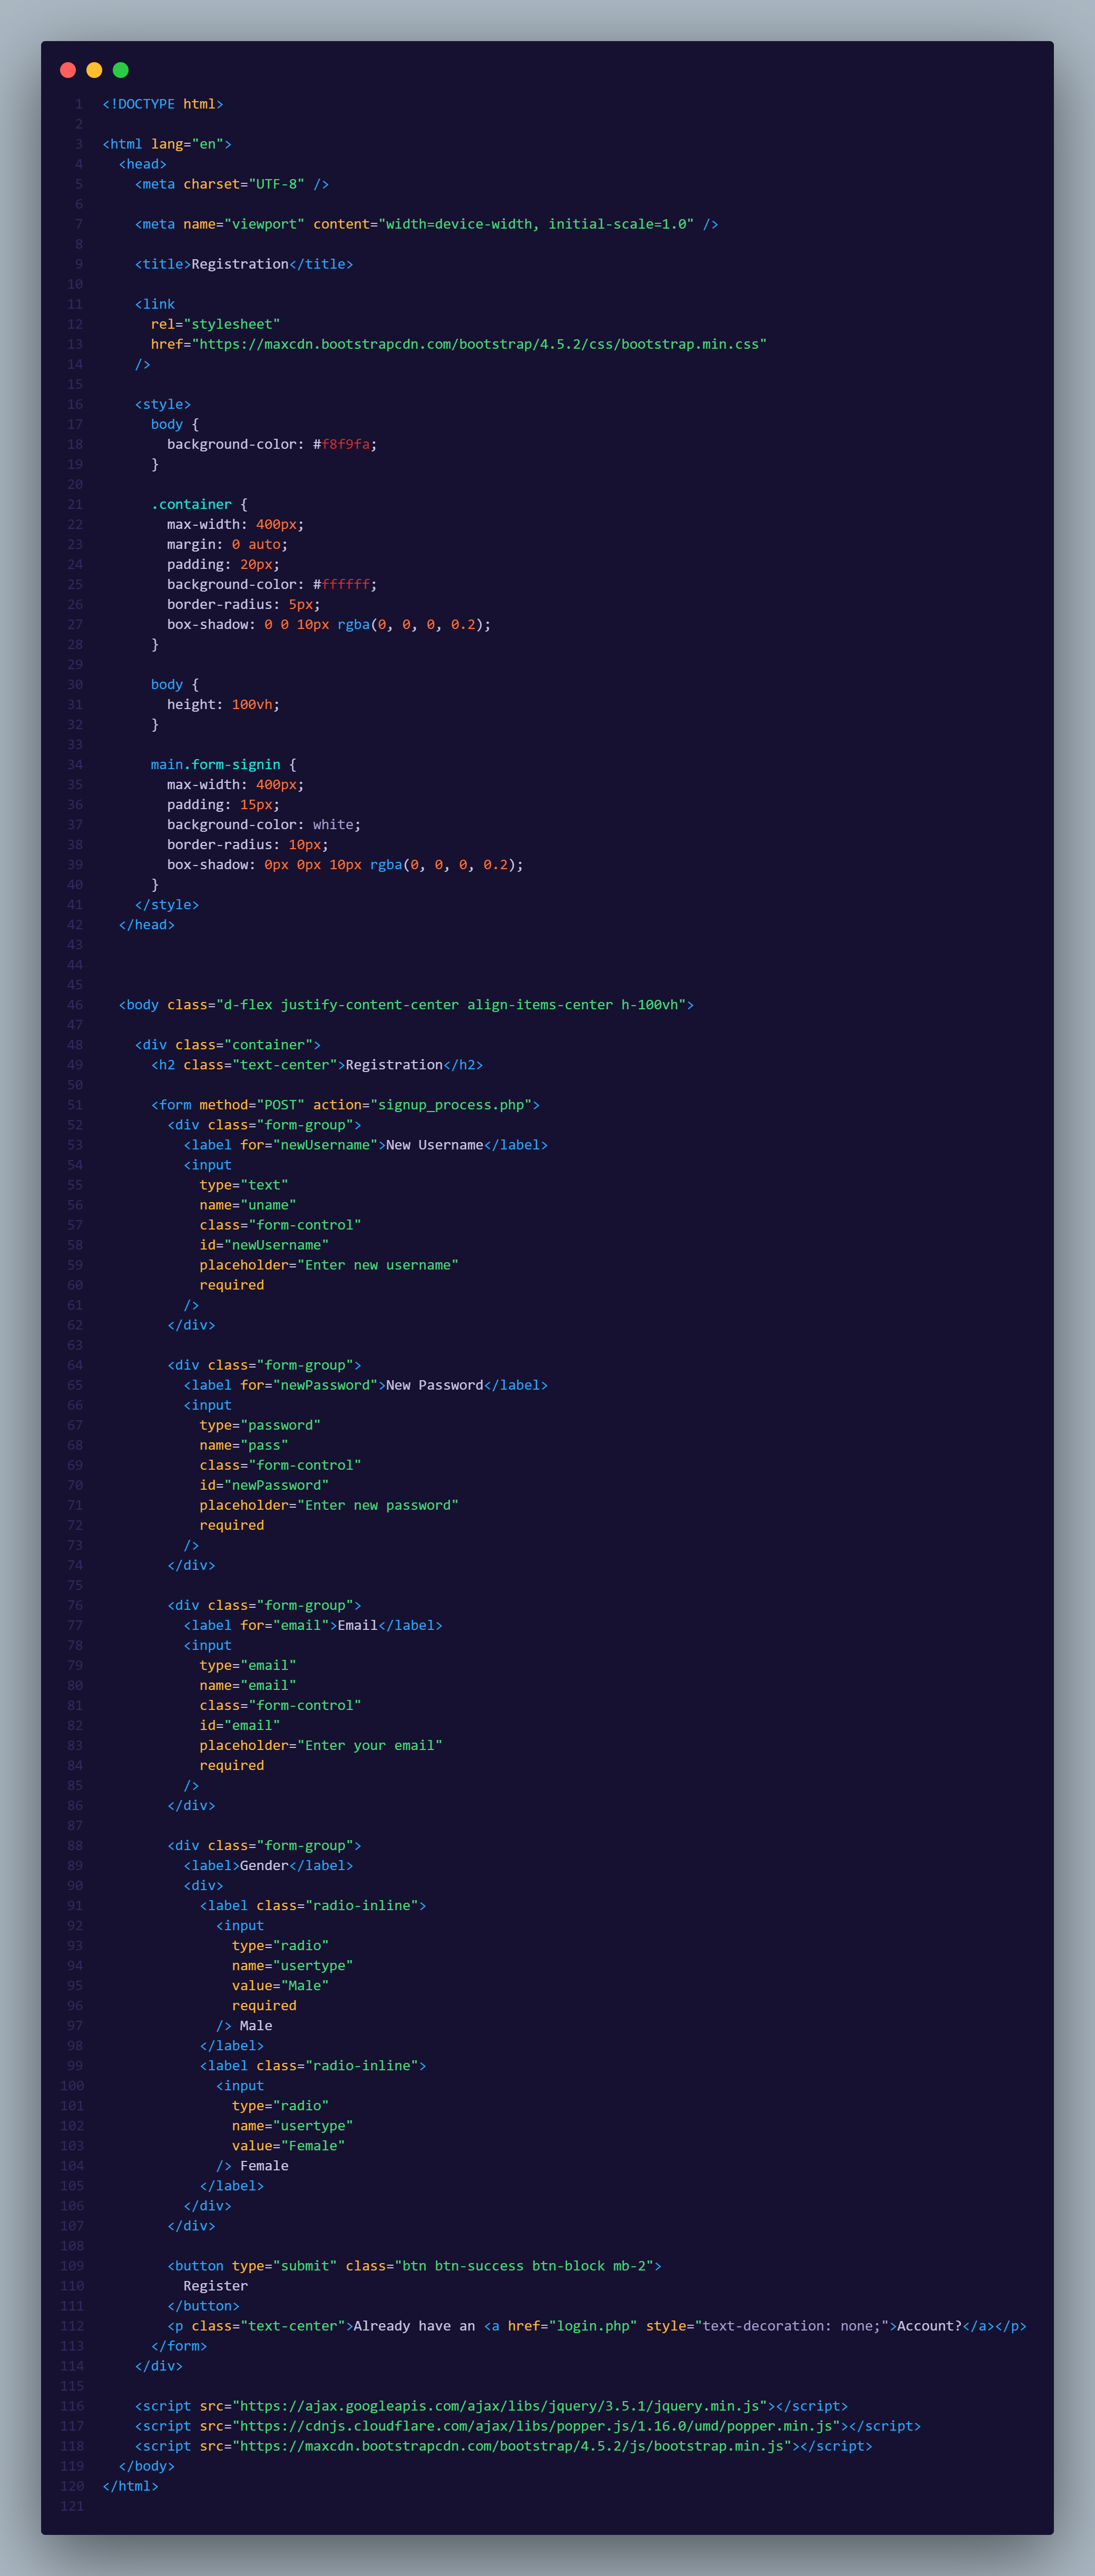 1 <!DOCTYPE html>
2
3 <html lang="en">
4 <head>
5 <meta charset="UTF-8" />
6
7 <meta name="viewport" content="width=device-width, initial-scale=1.0" />
8
9 <title>Registration</title>
10
11 <link
12 rel="stylesheet"
13 href="https://maxcdn.bootstrapcdn.com/bootstrap/4.5.2/css/bootstrap.min.css"
14 />
15
16 <style>
17 body {
18 background-color: #f8f9fa;
19 }
20
21 .container {
22 max-width: 400px;
23 margin: 0 auto;
24 padding: 20px;
25 background-color: #ffffff;
26 border-radius: 5px;
27 box-shadow: 0 0 10px rgba(0, 0, 0, 0.2);
28 }
29
30 body {
31 height: 100vh;
32 }
33
34 main.form-signin {
35 max-width: 400px;
36 padding: 15px;
37 background-color: white;
38 border-radius: 10px;
39 box-shadow: 0px 0px 10px rgba(0, 0, 0, 0.2);
40 }
41 </style>
42 </head>
43
44
45
46 <body class="d-flex justify-content-center align-items-center h-100vh">
47
48 <div class="container">
49 <h2 class="text-center">Registration</h2>
50
51 <form method="POST" action="signup_process.php">
52 <div class="form-group">
53 <label for="newUsername">New Username</label>
54 <input
55 type="text"
56 name="uname"
57 class="form-control"
58 id="newUsername"
59 placeholder="Enter new username"
60 required
61 />
62 </div>
63
64 <div class="form-group">
65 <label for="newPassword">New Password</label>
66 <input
67 type="password"
68 name="pass"
69 class="form-control"
70 id="newPassword"
71 placeholder="Enter new password"
72 required
73 />
74 </div>
75
76 <div class="form-group">
77 <label for="email">Email</label>
78 <input
79 type="email"
80 name="email"
81 class="form-control"
82 id="email"
83 placeholder="Enter your email"
84 required
85 />
86 </div>
87
88 <div class="form-group">
89 <label>Gender</label>
90 <div>
91 <label class="radio-inline">
92 <input
93 type="radio"
94 name="usertype"
95 value="Male"
96 required
97 /> Male
98 </label>
99 <label class="radio-inline">
100 <input
101 type="radio"
102 name="usertype"
103 value="Female"
104 /> Female
105 </label>
106 </div>
107 </div>
108
109 <button type="submit" class="btn btn-success btn-block mb-2">
110 Register
111 </button>
112 <p class="text-center">Already have an <a href="login.php" style="text-decoration: none;">Account?</a></p>
113 </form>
114 </div>
115
116 <script src="https://ajax.googleapis.com/ajax/libs/jquery/3.5.1/jquery.min.js"></script>
117 <script src="https://cdnjs.cloudflare.com/ajax/libs/popper.js/1.16.0/umd/popper.min.js"></script>
118 <script src="https://maxcdn.bootstrapcdn.com/bootstrap/4.5.2/js/bootstrap.min.js"></script>
119 </body>
120 </html>
121